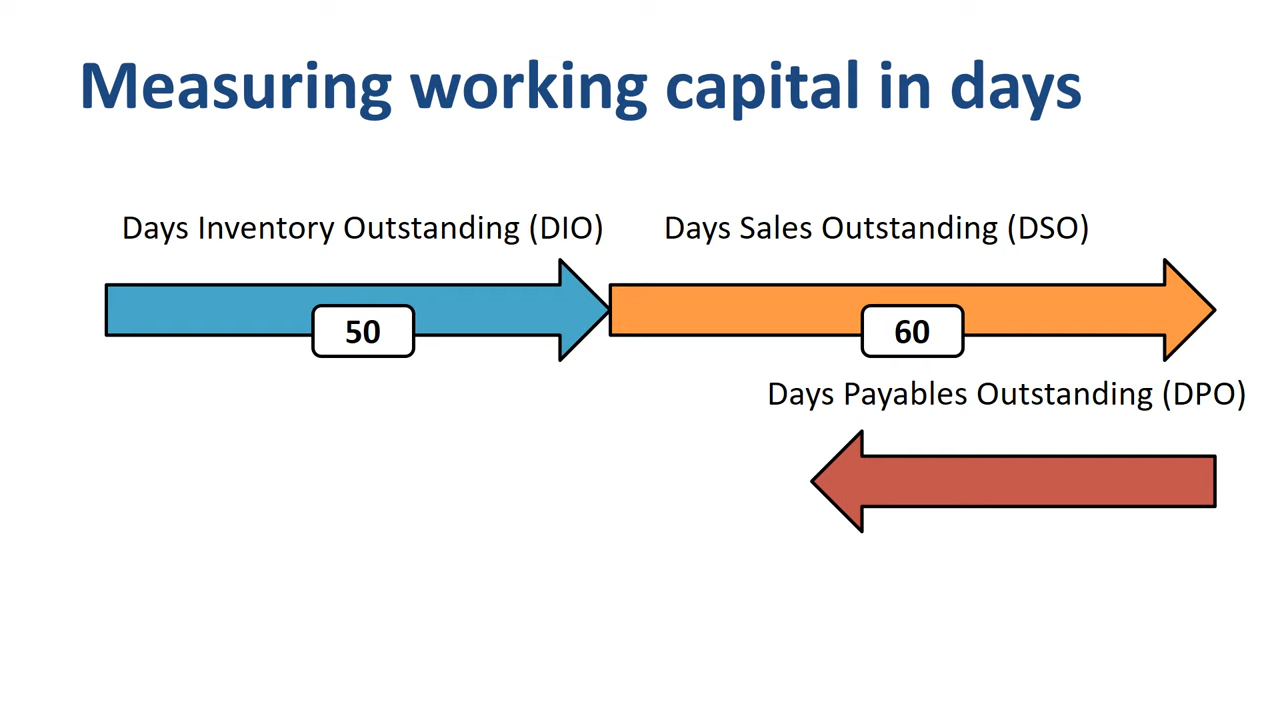 Measuring working capital in days
Days Inventory Outstanding (DIO)
Days Sales Outstanding (DSO)
50
60
Days Payables Outstanding (DPO)